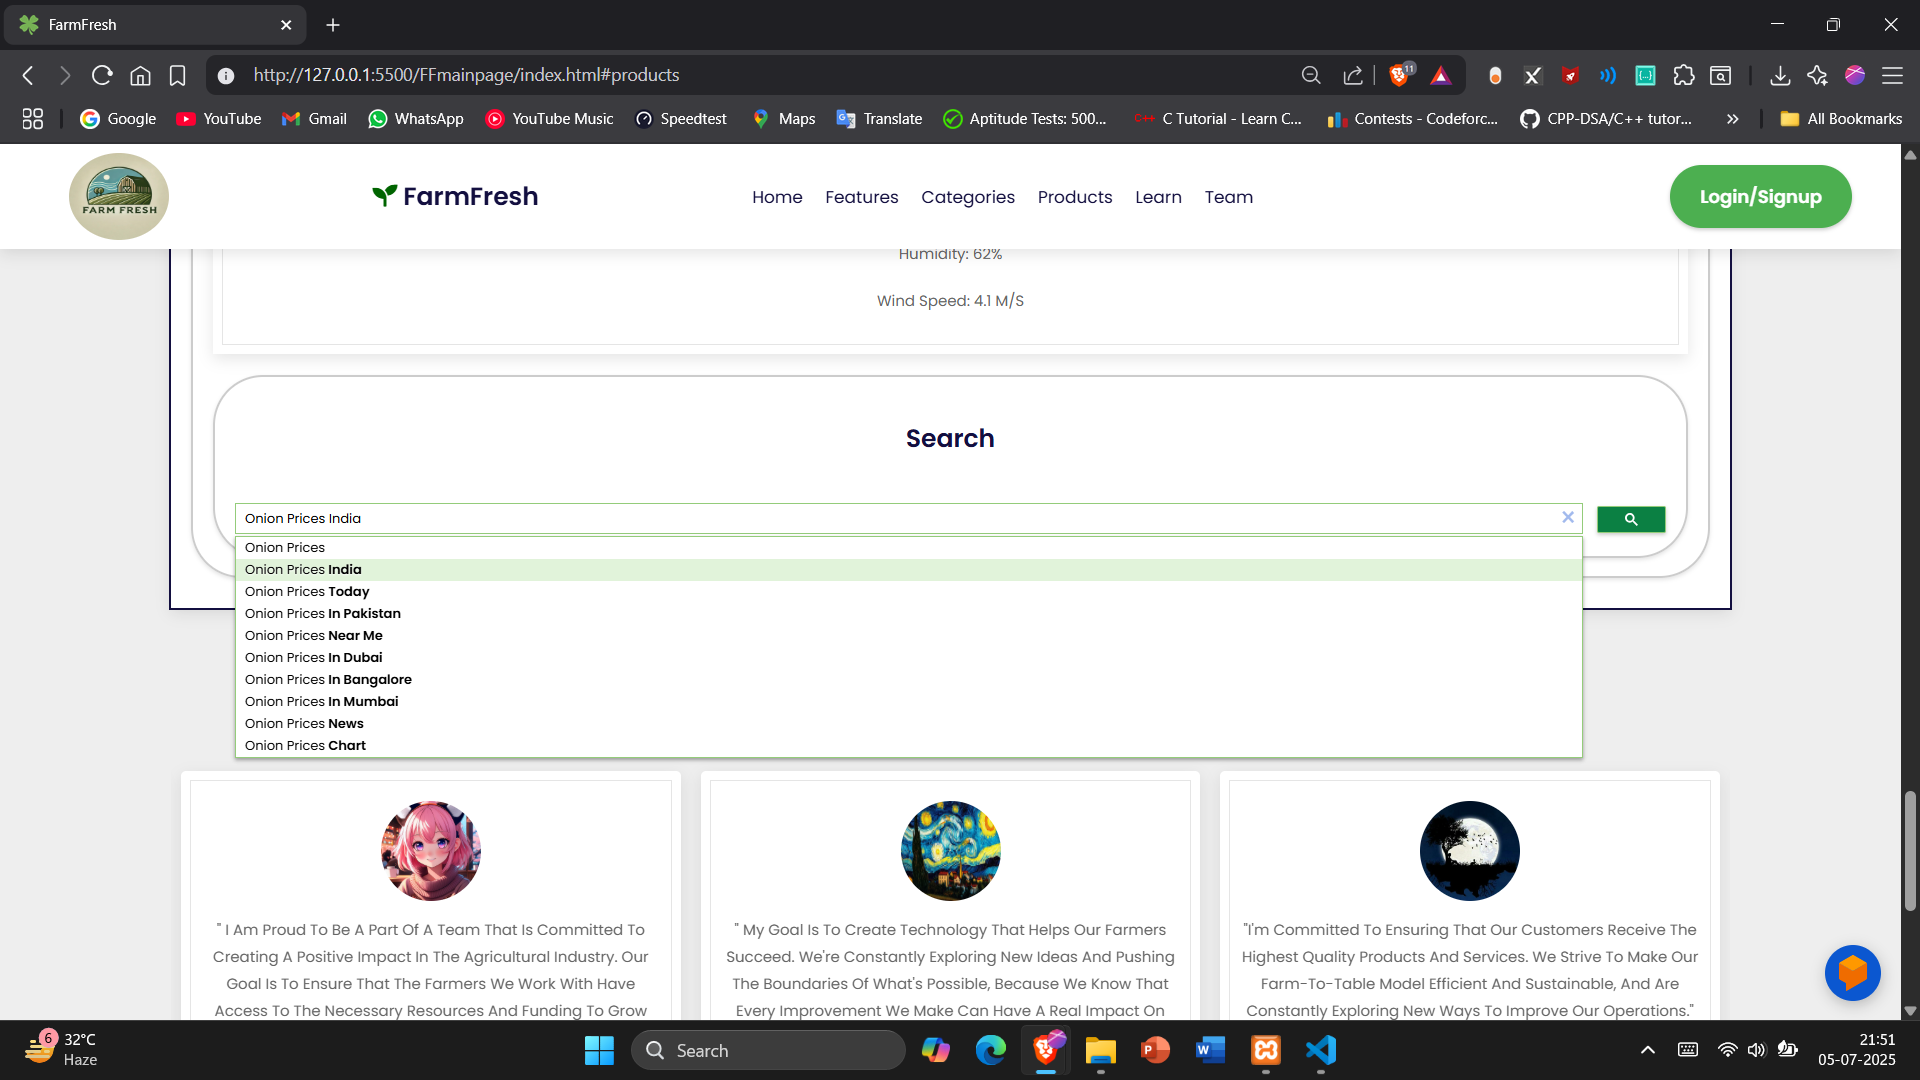 FarmFresh
http://127.0.0.1:5500/FFmainpage/index.html#products
11
Google
YouTube
Gmail
WhatsApp
YouTube Music
Speedtest
Maps
Translate
Aptitude Tests: 500...
C Tutorial - Learn C...
Contests - Codeforc...
CPP-DSA/C++ tutor...
All Bookmarks
FARM FRESH
FarmFresh
Home
Features
Categories
Products
Learn
Team
Login/Signup
Humidity: 62%
Wind Speed: 4.1 M/S
Search
Onion Prices India
Onion Prices
Onion Prices India
Onion Prices Today
Onion Prices In Pakistan
Onion Prices Near Me
Onion Prices In Dubai
Onion Prices In Bangalore
Onion Prices In Mumbai
Onion Prices News
Onion Prices Chart
" I Am Proud To Be A Part Of A Team That Is Committed To
Creating A Positive Impact In The Agricultural Industry. Our
Goal Is To Ensure That The Farmers We Work With Have
Access To The Necessary Resources And Funding To Grow
" My Goal Is To Create Technology That Helps Our Farmers
Succeed. We're Constantly Exploring New Ideas And Pushing
The Boundaries Of What's Possible, Because We Know That
Every Improvement We Make Can Have A Real Impact On
"I'm Committed To Ensuring That Our Customers Receive The
Highest Quality Products And Services. We Strive To Make Our
Farm-To-Table Model Efficient And Sustainable, And Are
Constantly Exploring New Ways To Improve Our Operations."
6
32°C
Haze
Search
21:51
05-07-2025